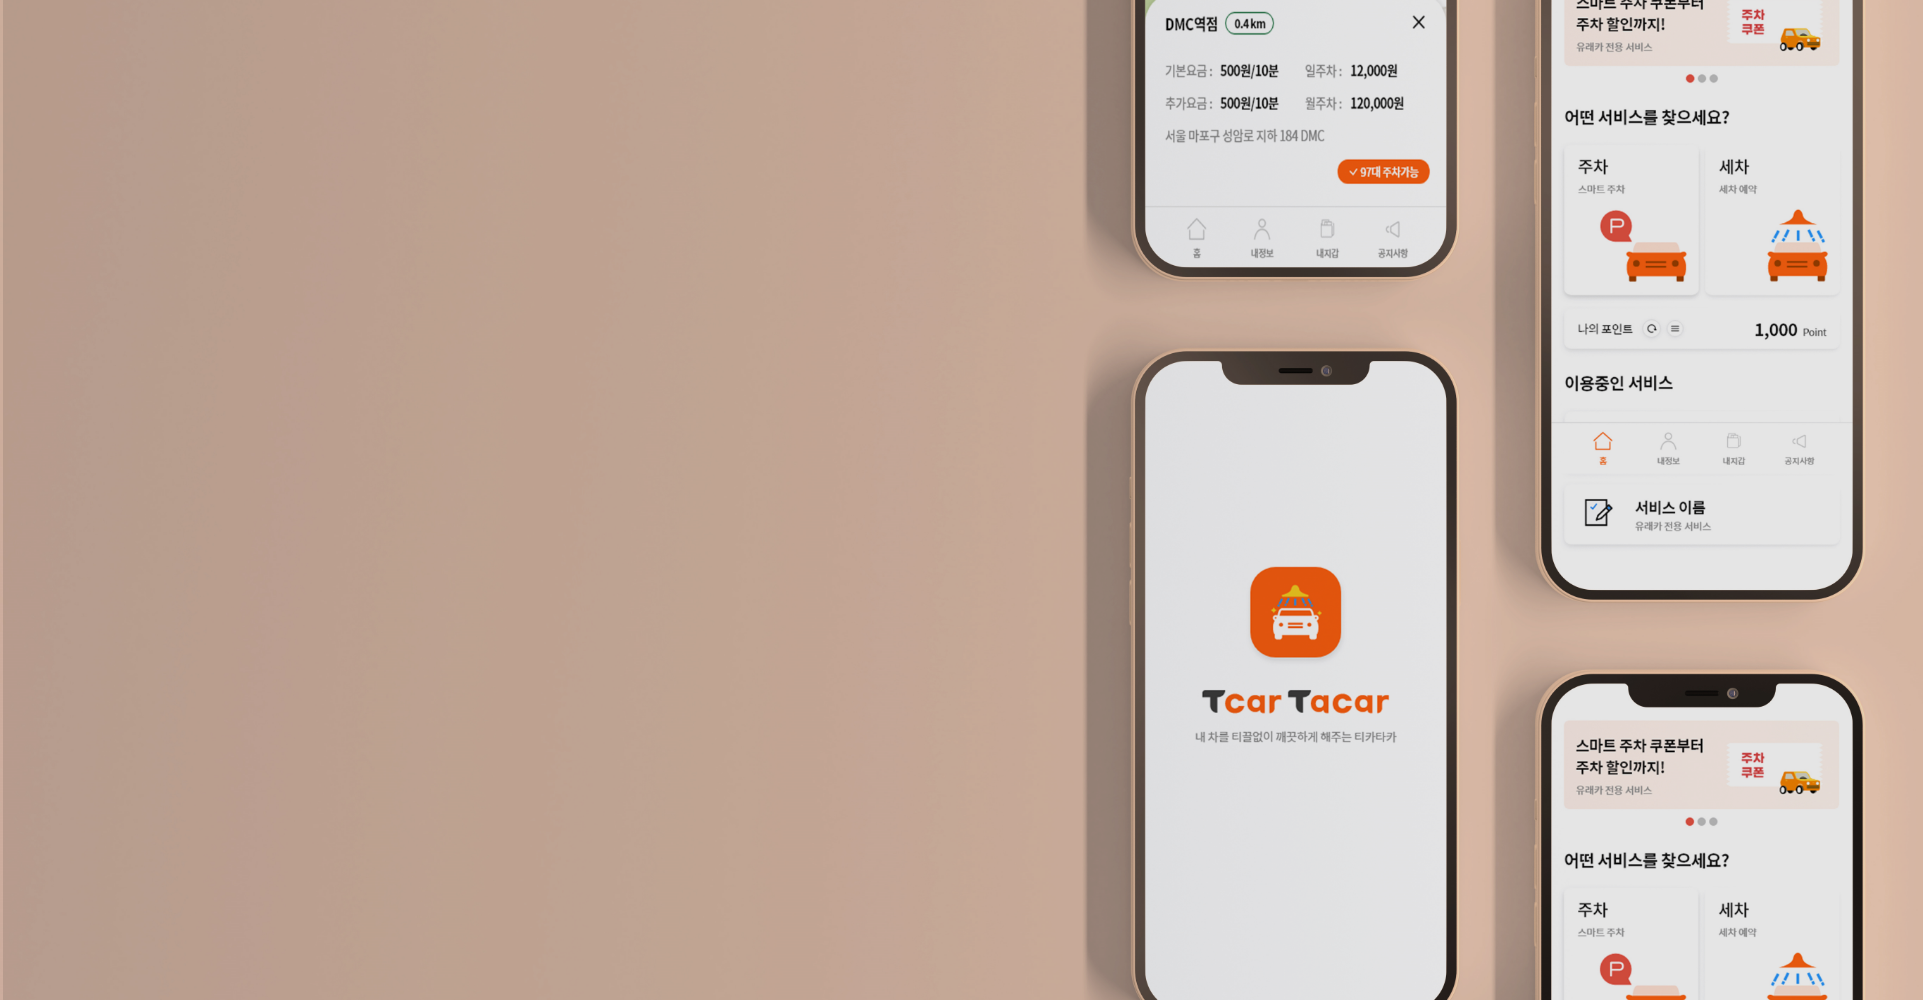 DMC역점 0.4 km
기본요금 : 500원/10분 일주차 : 12,000원
추가요금 : 500원/10분 월주차 : 120,000원
서울 마포구 성암로 지하 184 DMC
97대 주차가능
홈 내정보 내지갑 공지사항
Tcar Tacar
내 차를 티끌없이 깨끗하게 해주는 티카타카
스마트 주차 쿠폰부터
주차 할인까지!
유래카 전용 서비스
주차
쿠폰
어떤 서비스를 찾으세요?
주차
스마트 주차
P
세차
세차 예약
나의 포인트 1,000 Point
이용중인 서비스
홈 내정보 내지갑 공지사항
서비스 이름
유래카 전용 서비스
스마트 주차 쿠폰부터
주차 할인까지!
유래카 전용 서비스
주차
쿠폰
어떤 서비스를 찾으세요?
주차
스마트 주차
P
세차
세차 예약